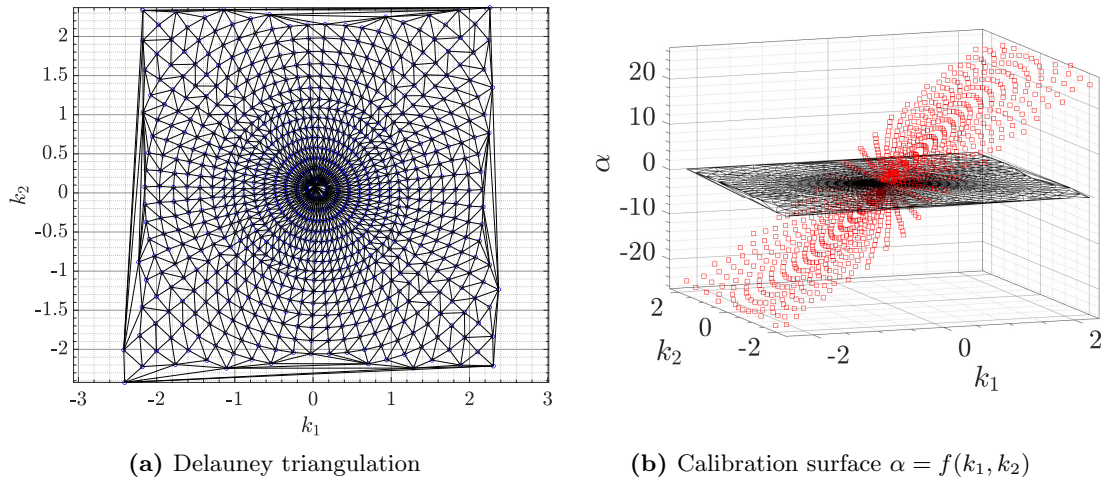 2
1.5
1
0.5
0
-0.5
-1
-1.5
-2
k2
-3 -2 -1 0 1 2 3
k1
20
10
0
-10
-20
α
2
0
-2
k2
-2
0
2
k1
(a) Delauney triangulation
(b) Calibration surface α = f(k1, k2)